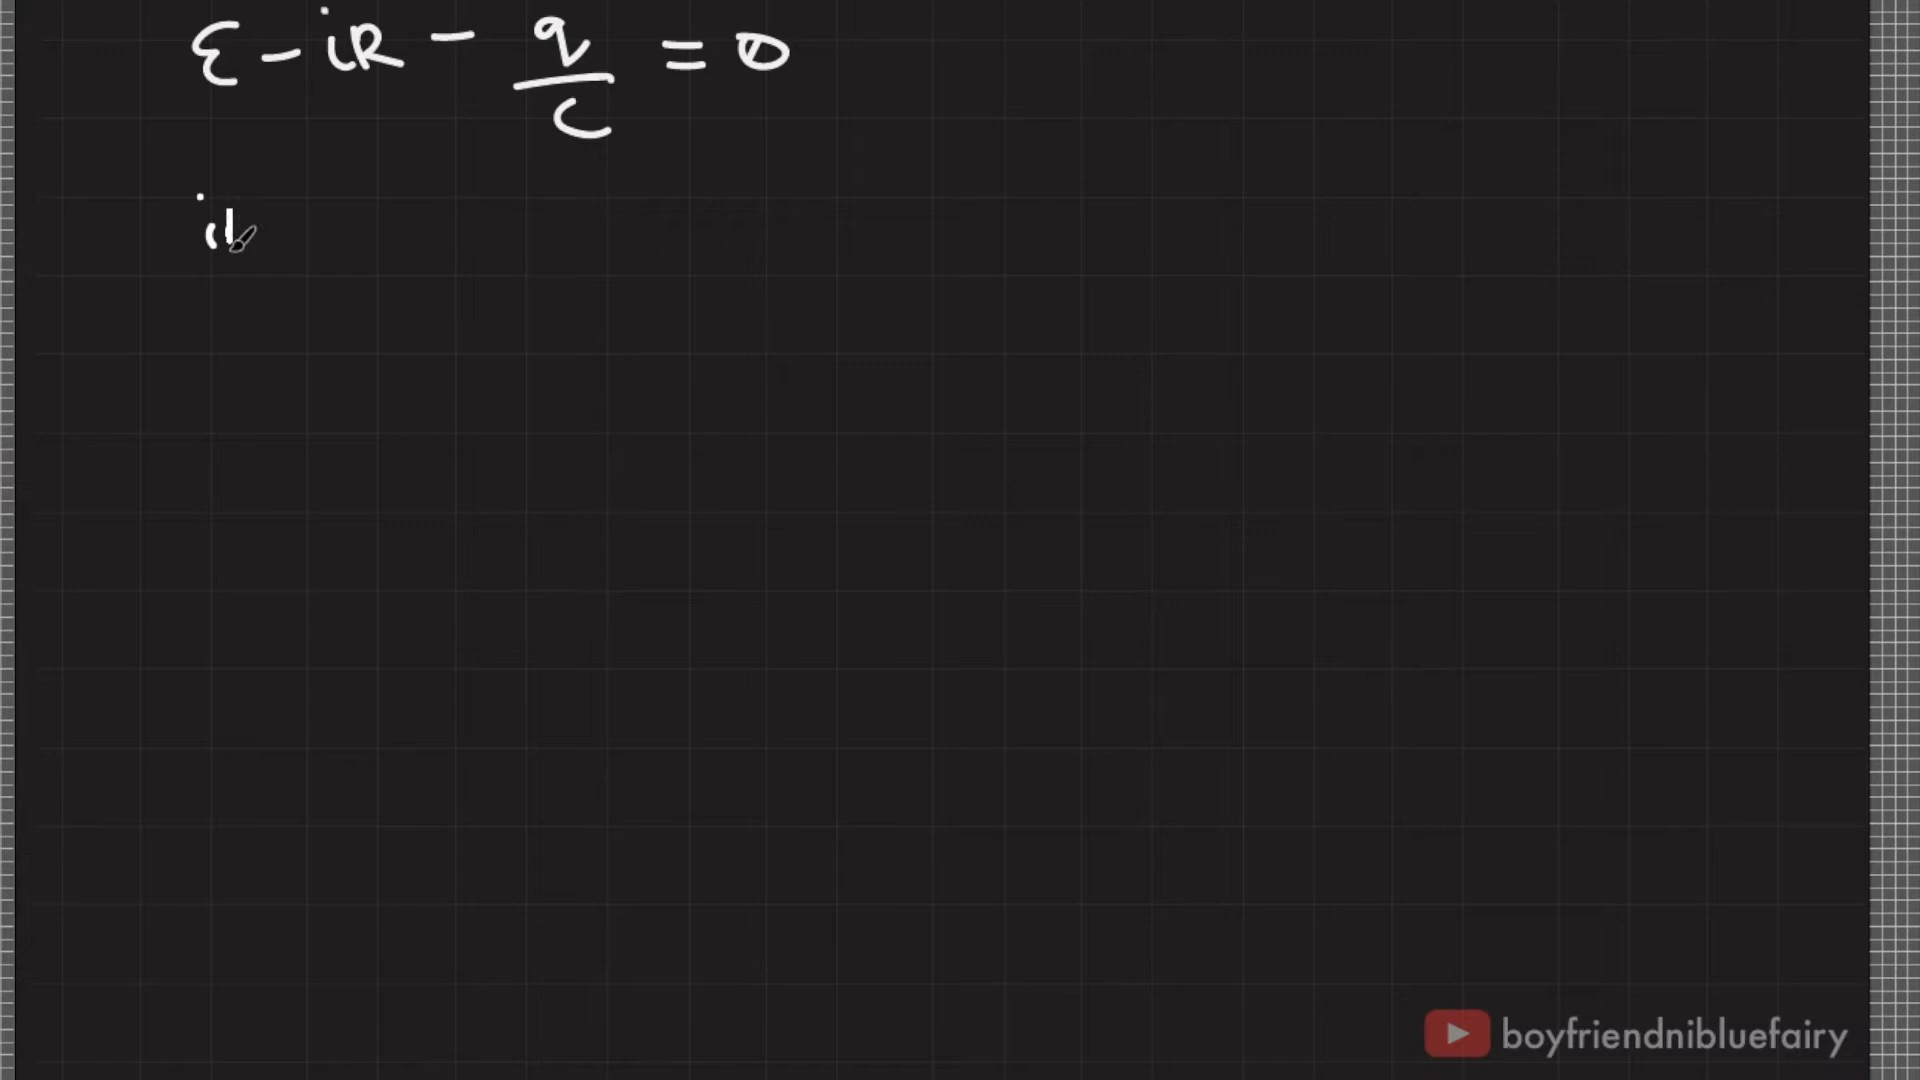 ε - iR - q/C = 0
i
boyfriendnibluefairy